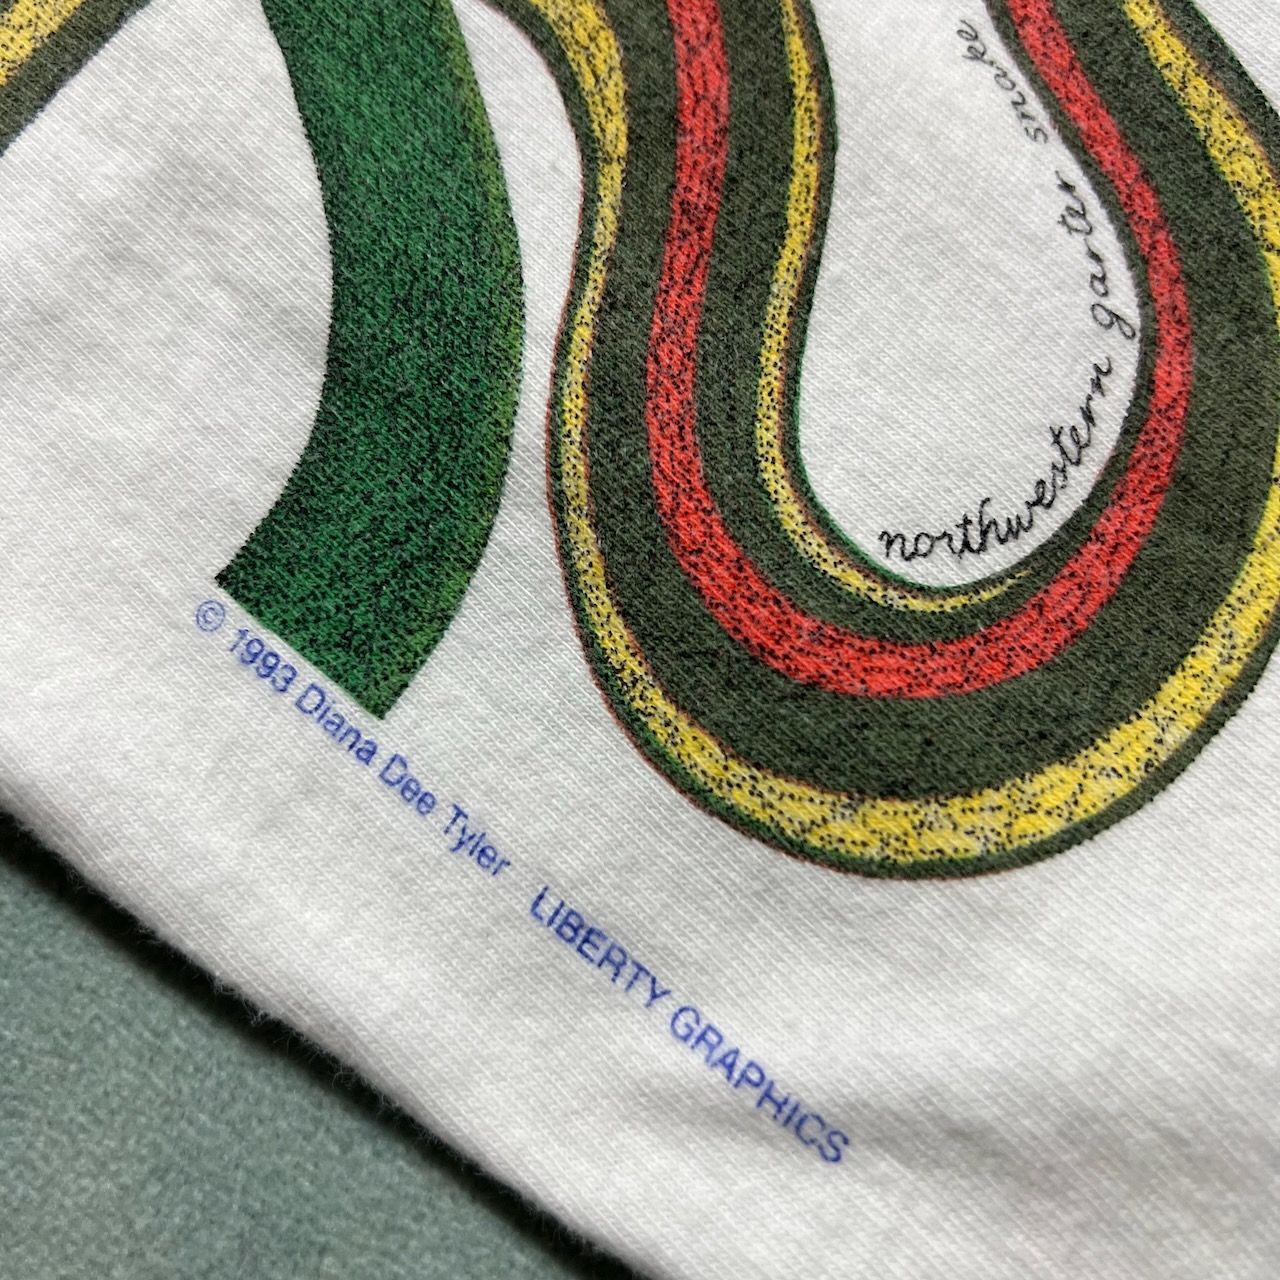 northwestern garter snake
© 1993 Diana Dee Tyler LIBERTY GRAPHICS